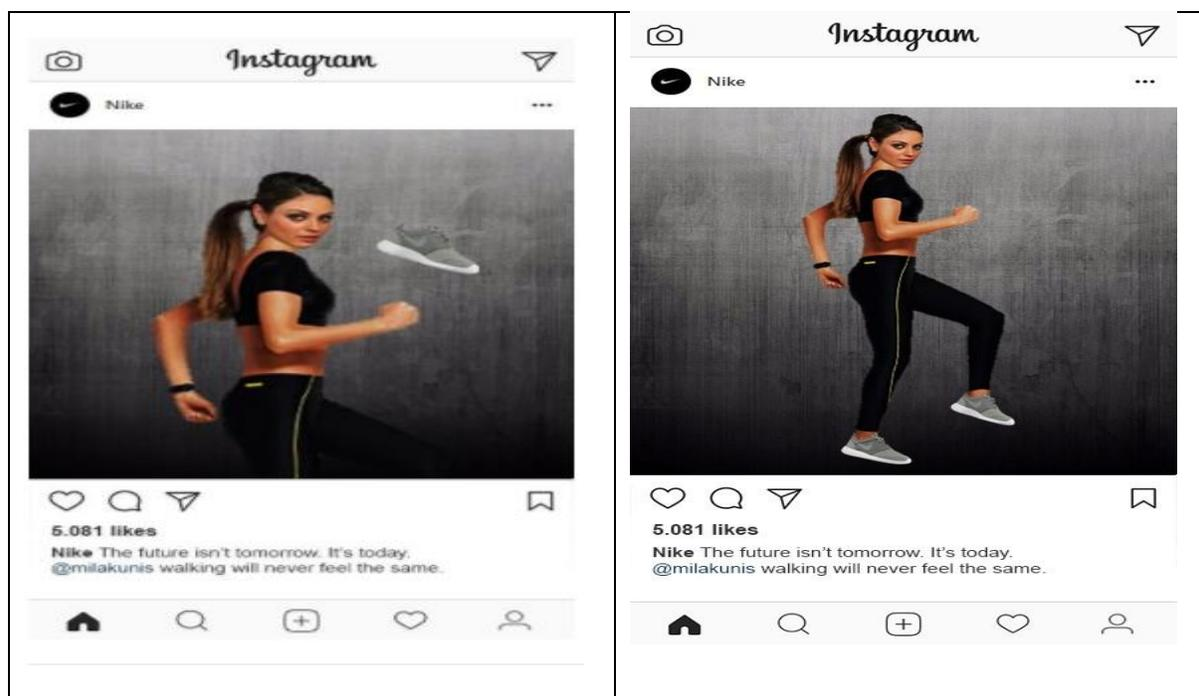 Instagram
Nike
5.081 likes
Nike The future isn't tomorrow. It's today.
@milakunis walking will never feel the same.
Instagram
Nike
5.081 likes
Nike The future isn't tomorrow. It's today.
@milakunis walking will never feel the same.